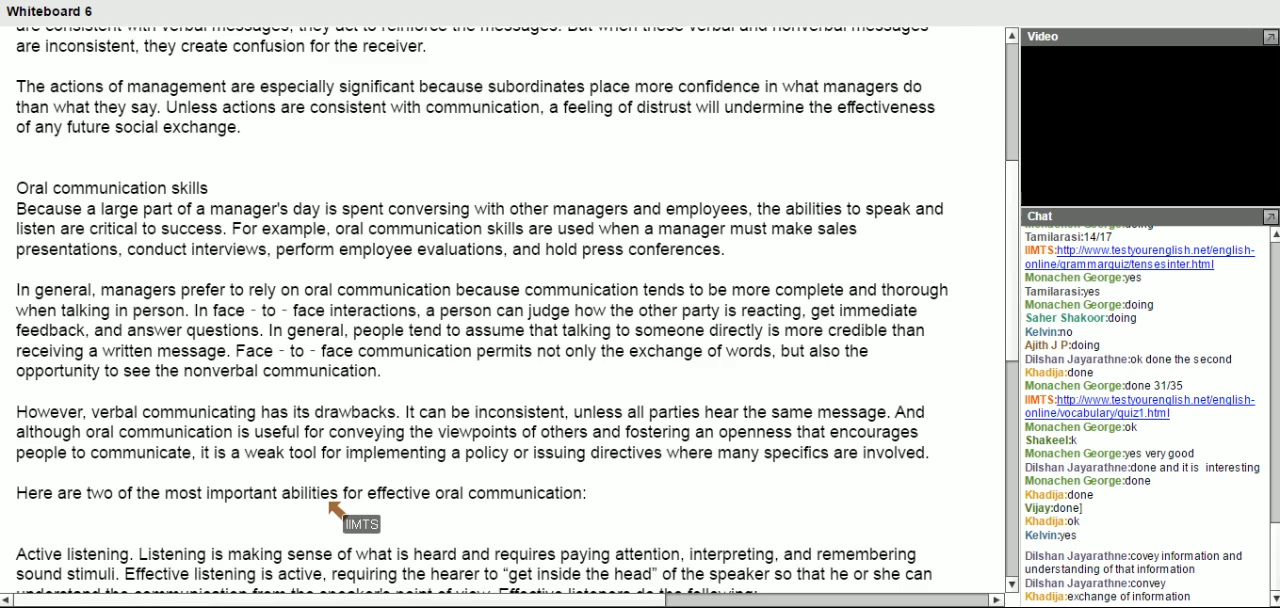 Whiteboard 6
are consistent with verbal messages, they act to reinforce the messages. But when these verbal and nonverbal messages
are inconsistent, they create confusion for the receiver.
The actions of management are especially significant because subordinates place more confidence in what managers do
than what they say. Unless actions are consistent with communication, a feeling of distrust will undermine the effectiveness
of any future social exchange.
Oral communication skills
Because a large part of a manager's day is spent conversing with other managers and employees, the abilities to speak and
listen are critical to success. For example, oral communication skills are used when a manager must make sales
presentations, conduct interviews, perform employee evaluations, and hold press conferences.
In general, managers prefer to rely on oral communication because communication tends to be more complete and thorough
when talking in person. In face - to - face interactions, a person can judge how the other party is reacting, get immediate
feedback, and answer questions. In general, people tend to assume that talking to someone directly is more credible than
receiving a written message. Face - to - face communication permits not only the exchange of words, but also the
opportunity to see the nonverbal communication.
However, verbal communicating has its drawbacks. It can be inconsistent, unless all parties hear the same message. And
although oral communication is useful for conveying the viewpoints of others and fostering an openness that encourages
people to communicate, it is a weak tool for implementing a policy or issuing directives where many specifics are involved.
Here are two of the most important abilities for effective oral communication:
IIMTS
Active listening. Listening is making sense of what is heard and requires paying attention, interpreting, and remembering
sound stimuli. Effective listening is active, requiring the hearer to “get inside the head” of the speaker so that he or she can
understand the communication from the speaker's point of view. Effective listeners do the following:
Video
Chat
Monachen George:doing
Tamilarasi:14/17
IIMTS:http://www.testyourenglish.net/english-
online/grammarquiz/tensesinter.html
Monachen George:yes
Tamilarasi:yes
Monachen George:doing
Saher Shakoor:doing
Kelvin:no
Ajith J P:doing
Dilshan Jayarathne:ok done the second
Khadija:done
Monachen George:done 31/35
IIMTS:http://www.testyourenglish.net/english-
online/vocabulary/quiz1.html
Monachen George:ok
Shakeel:k
Monachen George:yes very good
Dilshan Jayarathne:done and it is interesting
Monachen George:done
Khadija:done
Vijay:done]
Khadija:ok
Kelvin:yes
Dilshan Jayarathne:covey information and
understanding of that information
Dilshan Jayarathne:convey
Khadija:exchange of information